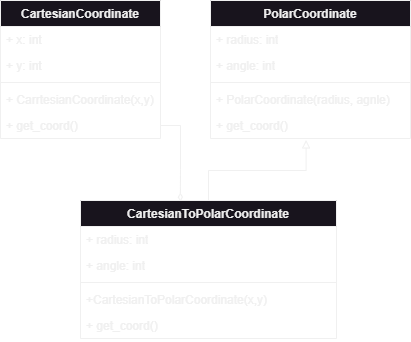 CartesianCoordinate
+ x: int
+ y: int
+ CarrtesianCoordinate(x,y)
+ get_coord()
PolarCoordinate
+ radius: int
+ angle: int
+ PolarCoordinate(radius, agnle)
+ get_coord()
CartesianToPolarCoordinate
+ radius: int
+ angle: int
+CartesianToPolarCoordinate(x,y)
+ get_coord()